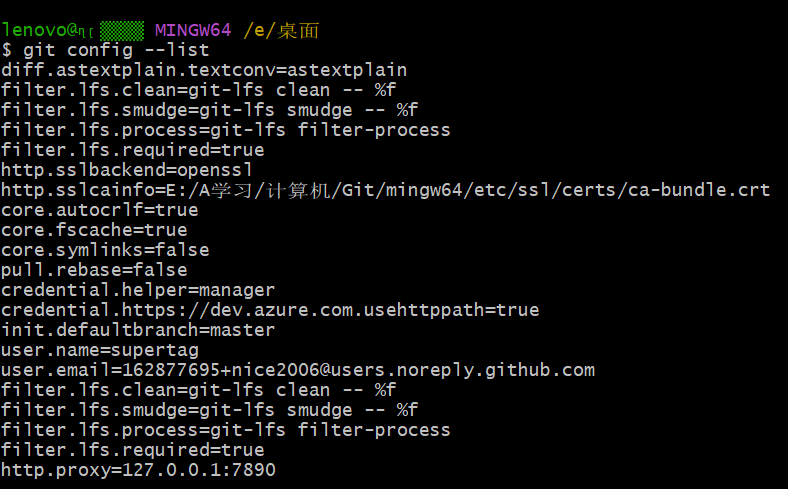 lenovo@ MINGW64 /e/桌面
$ git config --list
diff.astextplain.textconv=astextplain
filter.lfs.clean=git-lfs clean -- %f
filter.lfs.smudge=git-lfs smudge -- %f
filter.lfs.process=git-lfs filter-process
filter.lfs.required=true
http.sslbackend=openssl
http.sslcainfo=E:/A学习/计算机/Git/mingw64/etc/ssl/certs/ca-bundle.crt
core.autocrlf=true
core.fscache=true
core.symlinks=false
pull.rebase=false
credential.helper=manager
credential.https://dev.azure.com.usehttppath=true
init.defaultbranch=master
user.name=supertag
user.email=162877695+nice2006@users.noreply.github.com
filter.lfs.clean=git-lfs clean -- %f
filter.lfs.smudge=git-lfs smudge -- %f
filter.lfs.process=git-lfs filter-process
filter.lfs.required=true
http.proxy=127.0.0.1:7890